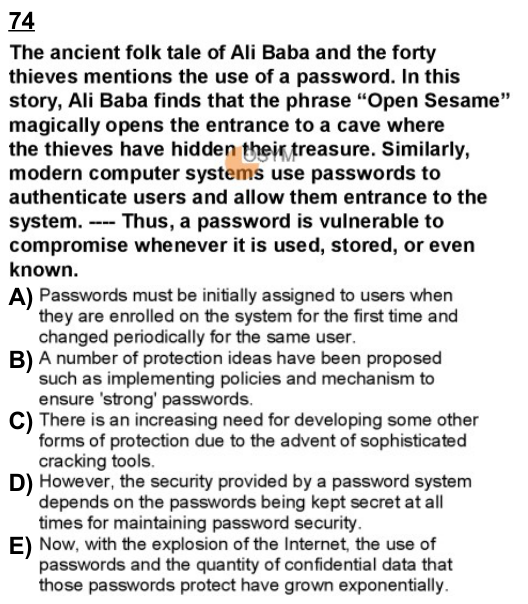 74
The ancient folk tale of Ali Baba and the forty
thieves mentions the use of a password. In this
story, Ali Baba finds that the phrase “Open Sesame”
magically opens the entrance to a cave where
the thieves have hidden their treasure. Similarly,
modern computer systems use passwords to
authenticate users and allow them entrance to the
system. ---- Thus, a password is vulnerable to
compromise whenever it is used, stored, or even
known.
A) Passwords must be initially assigned to users when
they are enrolled on the system for the first time and
changed periodically for the same user.
B) A number of protection ideas have been proposed
such as implementing policies and mechanism to
ensure 'strong' passwords.
C) There is an increasing need for developing some other
forms of protection due to the advent of sophisticated
cracking tools.
D) However, the security provided by a password system
depends on the passwords being kept secret at all
times for maintaining password security.
E) Now, with the explosion of the Internet, the use of
passwords and the quantity of confidential data that
those passwords protect have grown exponentially.